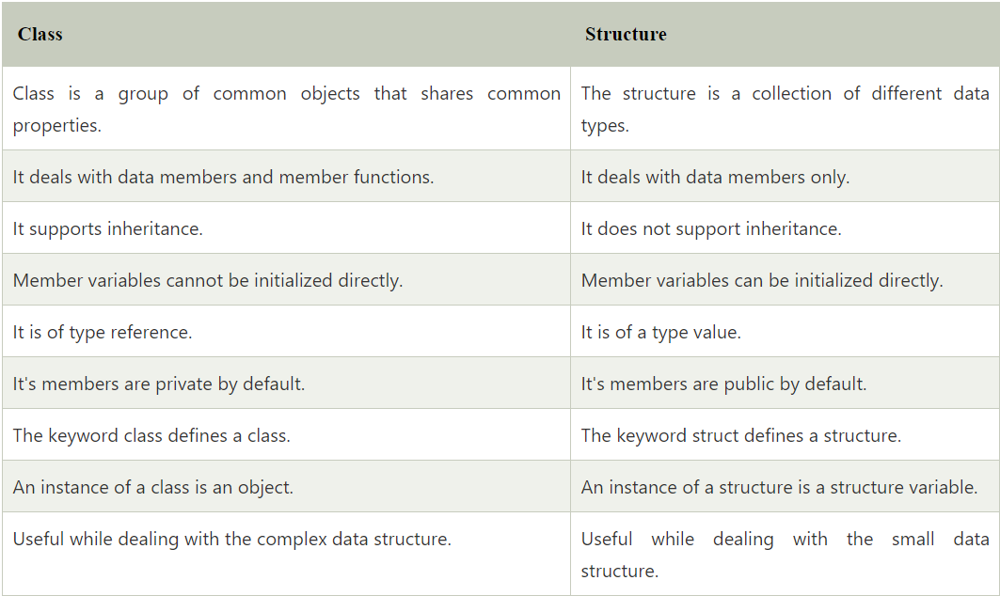 Class Structure
Class is a group of common objects that shares common
properties.
The structure is a collection of different data
types.
It deals with data members and member functions.
It deals with data members only.
It supports inheritance.
It does not support inheritance.
Member variables cannot be initialized directly.
Member variables can be initialized directly.
It is of type reference.
It is of a type value.
It's members are private by default.
It's members are public by default.
The keyword class defines a class.
The keyword struct defines a structure.
An instance of a class is an object.
An instance of a structure is a structure variable.
Useful while dealing with the complex data structure.
Useful while dealing with the small data
structure.